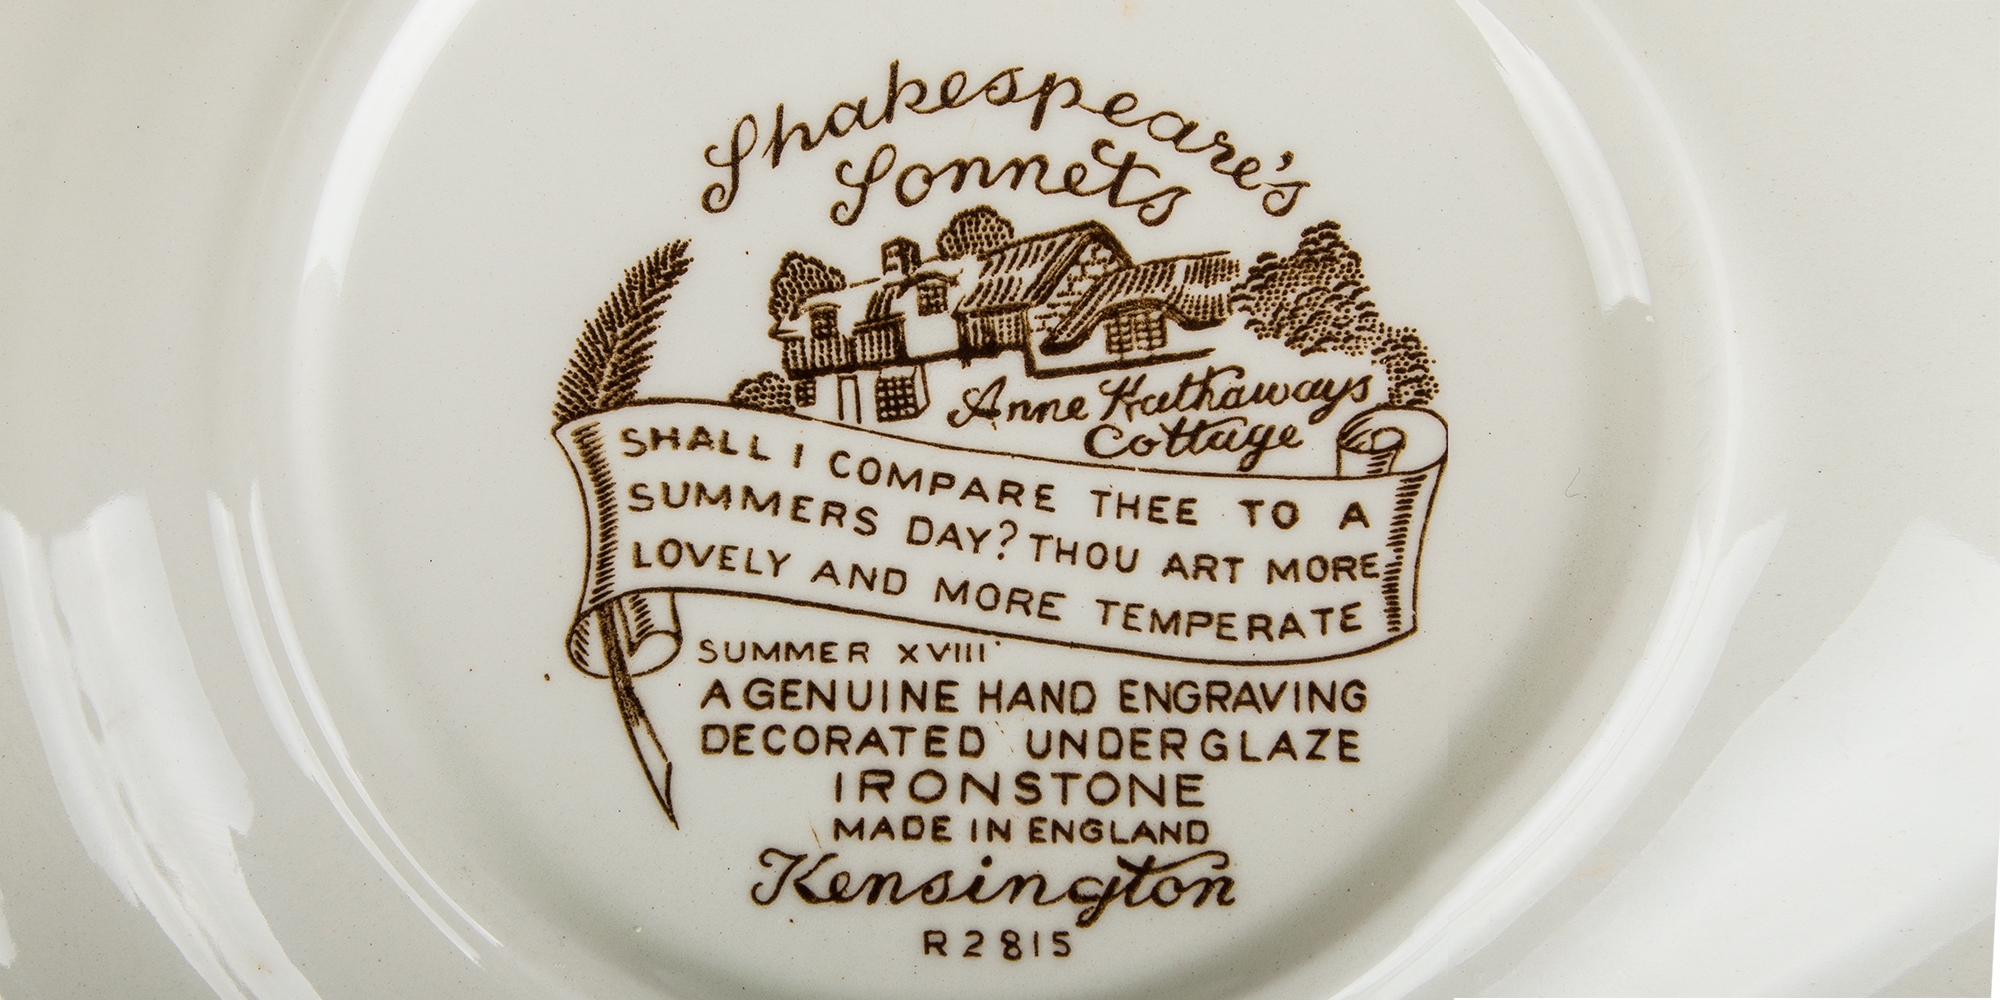 Shakespeare's
Sonnets
Anne Hathaways
Cottage
SHALL I COMPARE THEE TO A
SUMMERS DAY? THOU ART MORE
LOVELY AND MORE TEMPERATE
SUMMER XVIII
A GENUINE HAND ENGRAVING
DECORATED UNDERGLAZE
IRONSTONE
MADE IN ENGLAND
Kensington
R2815